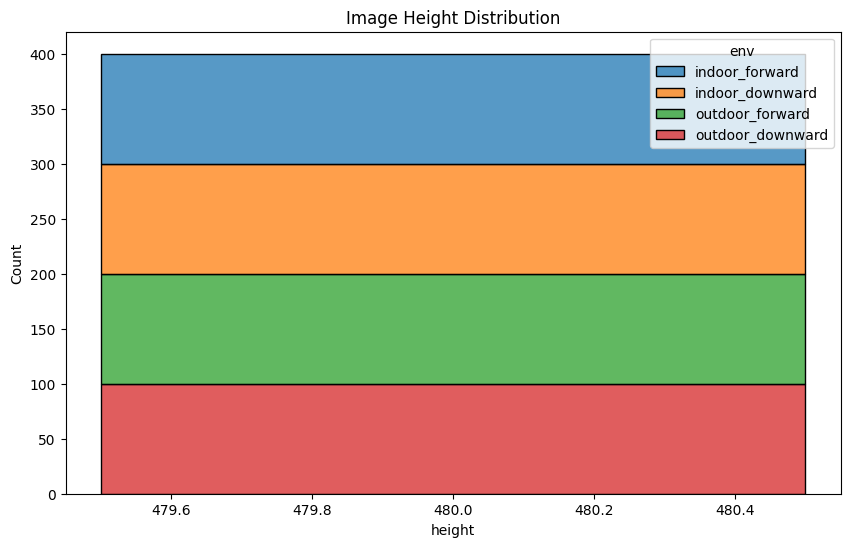 Image Height Distribution
env
indoor_forward
indoor_downward
outdoor_forward
outdoor_downward
400
350
300
250
200
150
100
50
0
Count
479.6 479.8 480.0 480.2 480.4
height